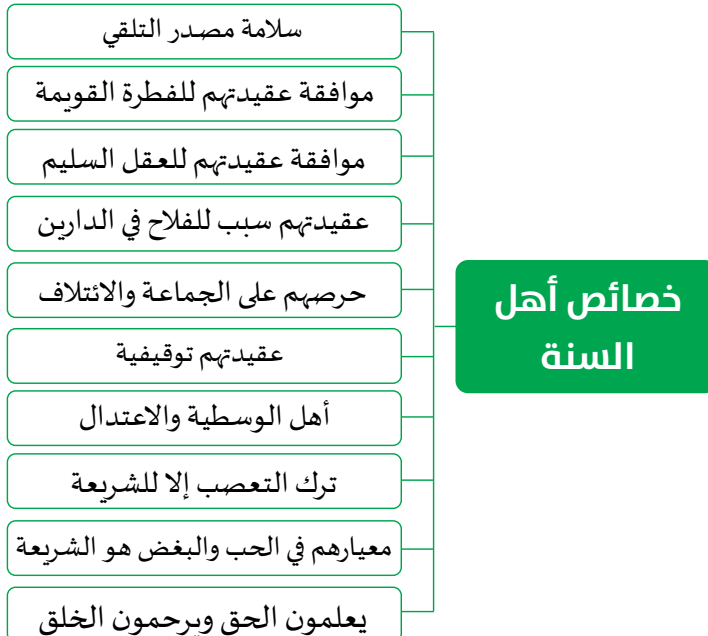 خصائص أهل
السنة
سلامة مصدر التلقي
موافقة عقيدتهم للفطرة القويمة
موافقة عقيدتهم للعقل السليم
عقيدتهم سبب للفلاح في الدارين
حرصهم على الجماعة والائتلاف
عقيدتهم توقيفية
أهل الوسطية والاعتدال
ترك التعصب إلا للشريعة
معيارهم في الحب والبغض هو الشريعة
يعلمون الحق ويرحمون الخلق